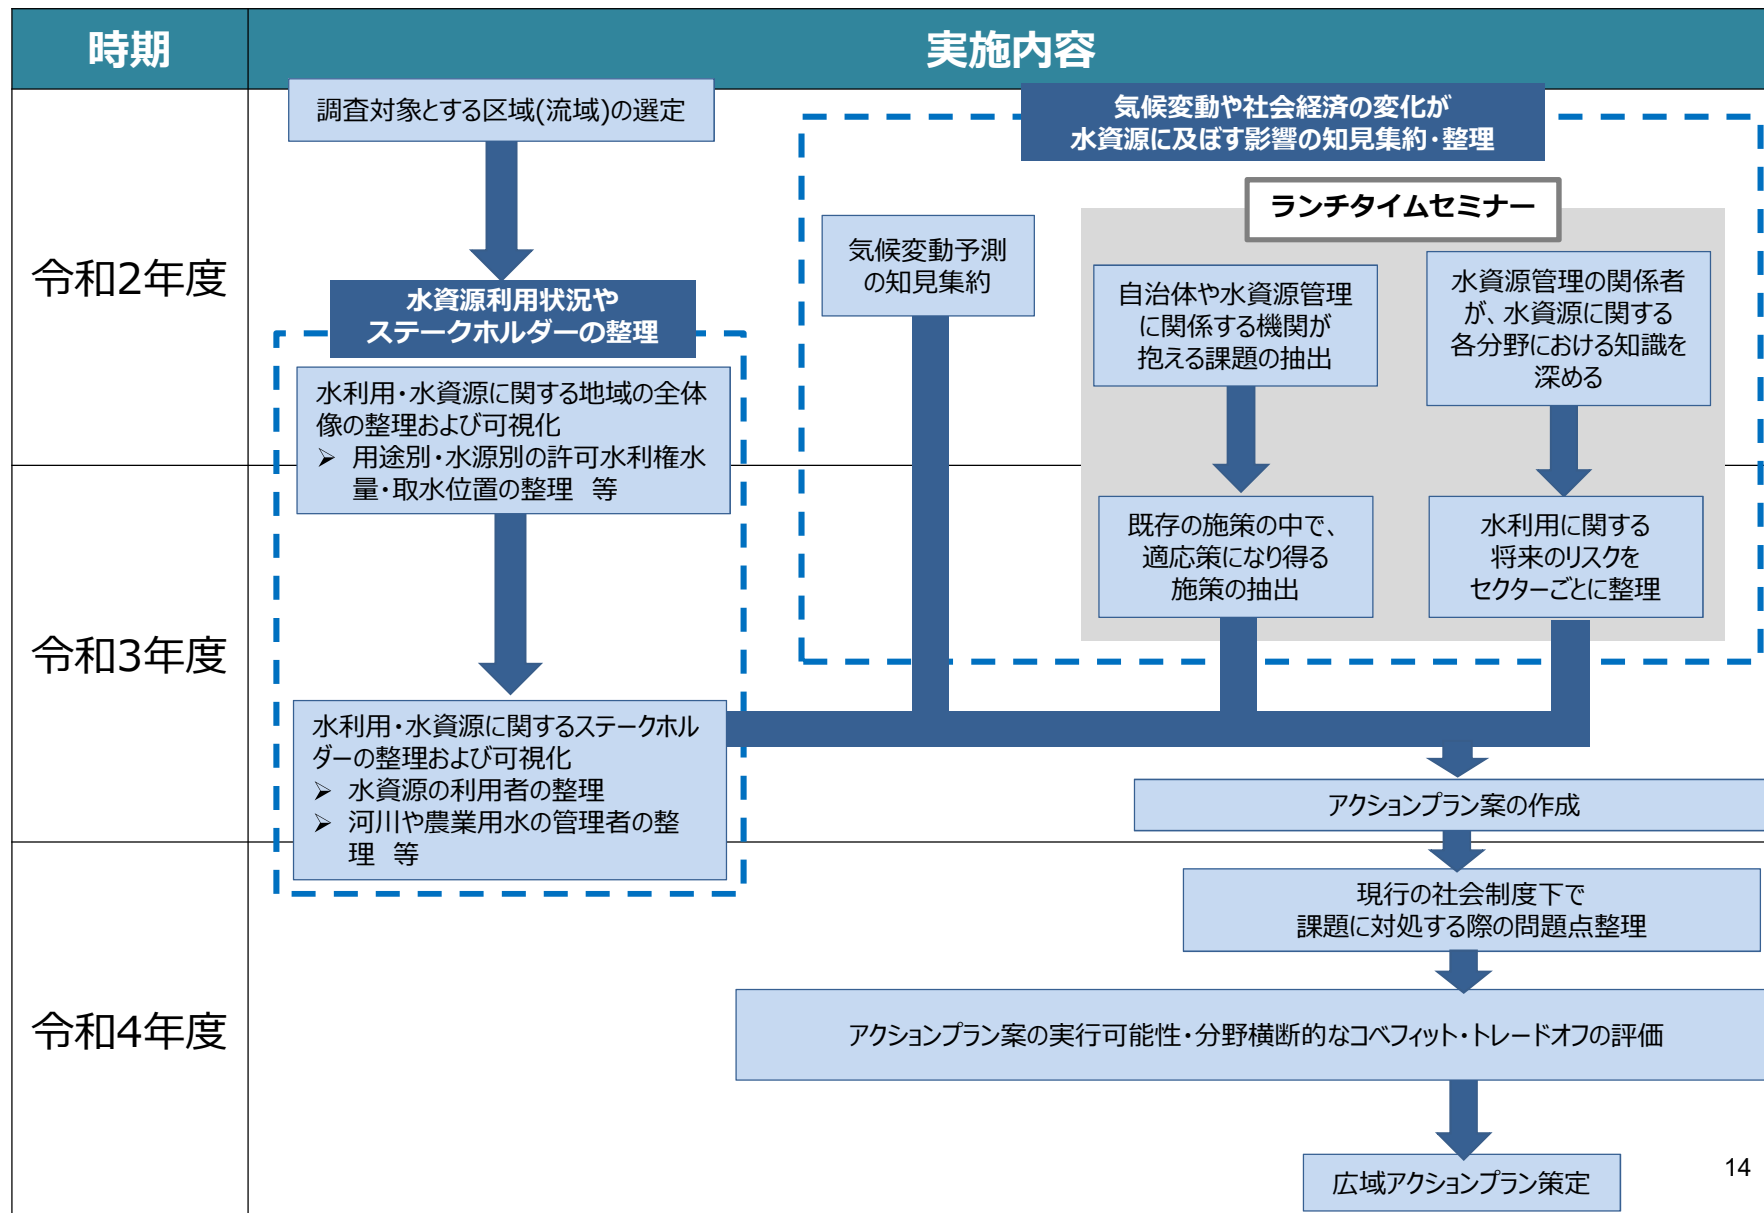 時期
実施内容
令和2年度
調査対象とする区域(流域)の選定
水資源利用状況や
ステークホルダーの整理
水利用・水資源に関する地域の全体
像の整理および可視化
➢ 用途別・水源別の許可水利権水
量・取水位置の整理 等
気候変動や社会経済の変化が
水資源に及ぼす影響の知見集約・整理
気候変動予測
の知見集約
ランチタイムセミナー
自治体や水資源管理
に関係する機関が
抱える課題の抽出
水資源管理の関係者
が、水資源に関する
各分野における知識を
深める
令和3年度
既存の施策の中で、
適応策になり得る
施策の抽出
水利用に関する
将来のリスクを
セクターごとに整理
水利用・水資源に関するステークホル
ダーの整理および可視化
➢ 水資源の利用者の整理
➢ 河川や農業用水の管理者の整
理 等
アクションプラン案の作成
令和4年度
現行の社会制度下で
課題に対処する際の問題点整理
アクションプラン案の実行可能性・分野横断的なコベフィット・トレードオフの評価
広域アクションプラン策定
14